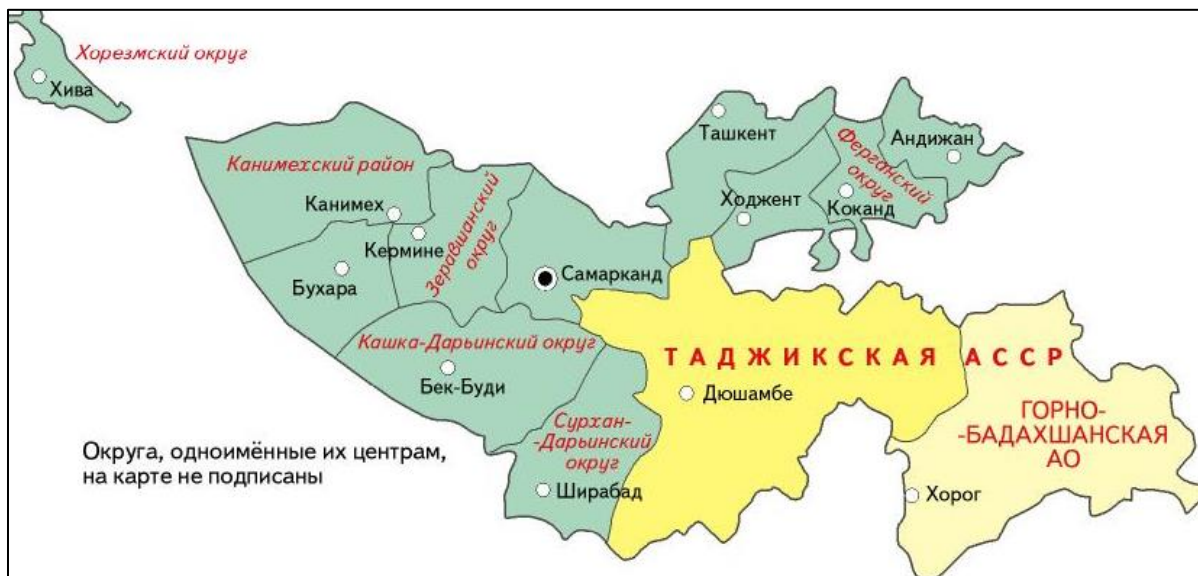 Хорезмский округ
Хива
Ташкент
Андижан
Ферганский
округ
Канимехский район
Канимех
Ходжент
Коканд
Кермине
Зеравшанский
округ
Бухара
Самарканд
Кашка-Дарьинский округ
Бек-Буди
ТАДЖИКСКАЯ АССР
Дюшамбе
ГОРНО-
-БАДАХШАНСКАЯ
АО
Сурхан-
-Дарьинский
округ
Округа, одноимённые их центрам,
на карте не подписаны
Ширабад
Хорог